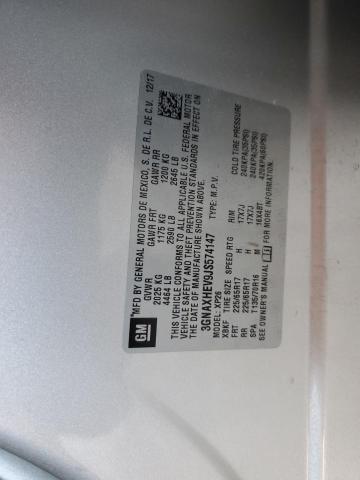 GM
MFD BY GENERAL MOTORS DE MEXICO, S. DE R.L. DE C.V. 12/17
GVWR GAWR FRT GAWR RR
2025 KG 1175 KG 1200 KG
4464 LB 2590 LB 2645 LB
THIS VEHICLE CONFORMS TO ALL APPLICABLE U.S. FEDERAL MOTOR
VEHICLE SAFETY AND THEFT PREVENTION STANDARDS IN EFFECT ON
THE DATE OF MANUFACTURE SHOWN ABOVE.
3GNAXHEV9JS574147 TYPE: M.P.V.
MODEL: XP26
XBKF TIRE SIZE SPEED RTG RIM COLD TIRE PRESSURE
FRT 225/65R17 H 17X7J 240KPA(35PSI)
RR 225/65R17 H 17X7J 240KPA(35PSI)
SPA T135/70R16 M 16X4BT 420KPA(60PSI)
SEE OWNER'S MANUAL FOR MORE INFORMATION.